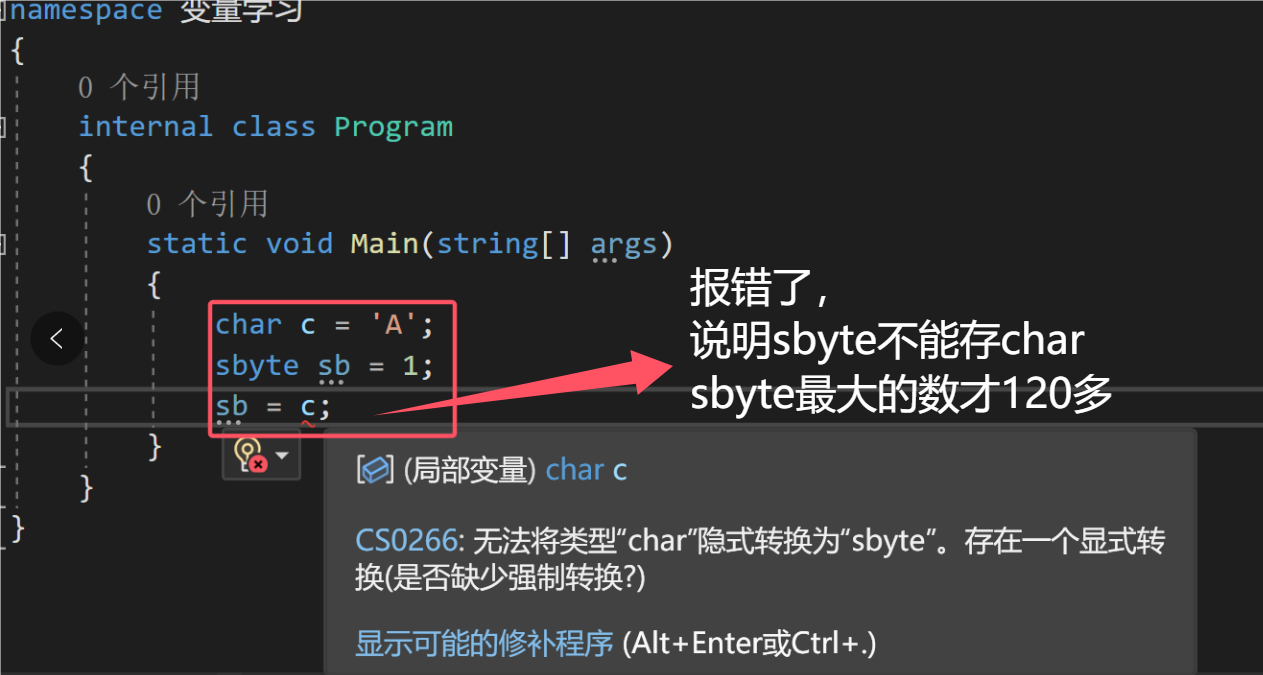 namespace 变量学习
{
0 个引用
internal class Program
{
0 个引用
static void Main(string[] args)
{
char c = 'A';
sbyte sb = 1;
sb = c;
}
}
}
报错了，
说明sbyte不能存char
sbyte最大的数才120多
(局部变量) char c
CS0266: 无法将类型“char”隐式转换为“sbyte”。存在一个显式转
换(是否缺少强制转换?)
显示可能的修补程序 (Alt+Enter或Ctrl+.)